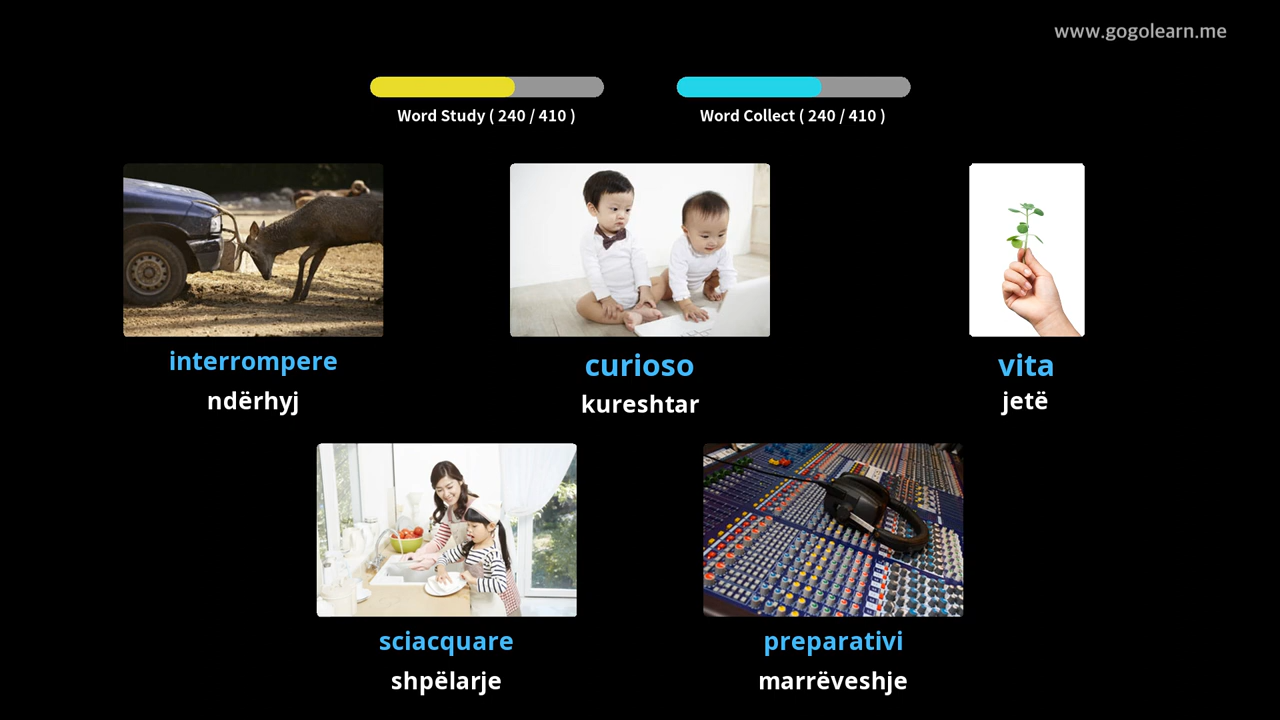 www.gogolearn.me
Word Study ( 240 / 410 )
Word Collect ( 240 / 410 )
interrompere
ndërhyj
curioso
kureshtar
vita
jetë
sciacquare
shpëlarje
preparativi
marrëveshje